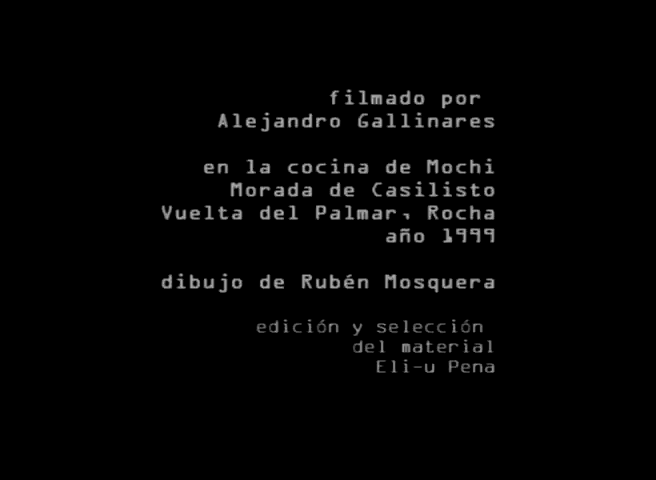 filmado por
Alejandro Gallinares
en la cocina de Mochi
Morada de Casilisto
Vuelta del Palmar, Rocha
año 1999
dibujo de Rubén Mosquera
edición y selección
del material
Eli-u Pena